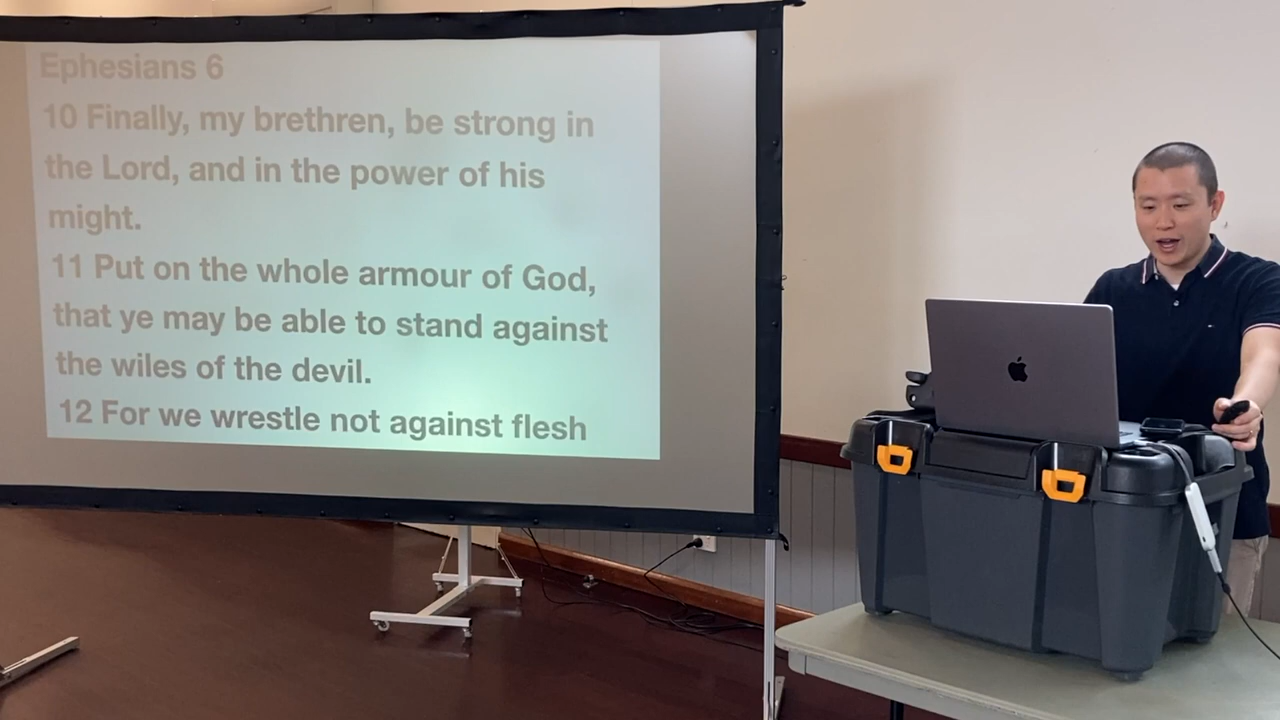 Ephesians 6
10 Finally, my brethren, be strong in
the Lord, and in the power of his
might.
11 Put on the whole armour of God,
that ye may be able to stand against
the wiles of the devil.
12 For we wrestle not against flesh